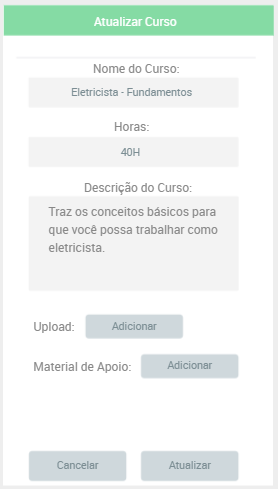 Atualizar Curso
Nome do Curso:
Eletricista - Fundamentos
Horas:
40H
Descrição do Curso:
Traz os conceitos básicos para
que você possa trabalhar como
eletricista.
Upload: Adicionar
Material de Apoio: Adicionar
Cancelar Atualizar